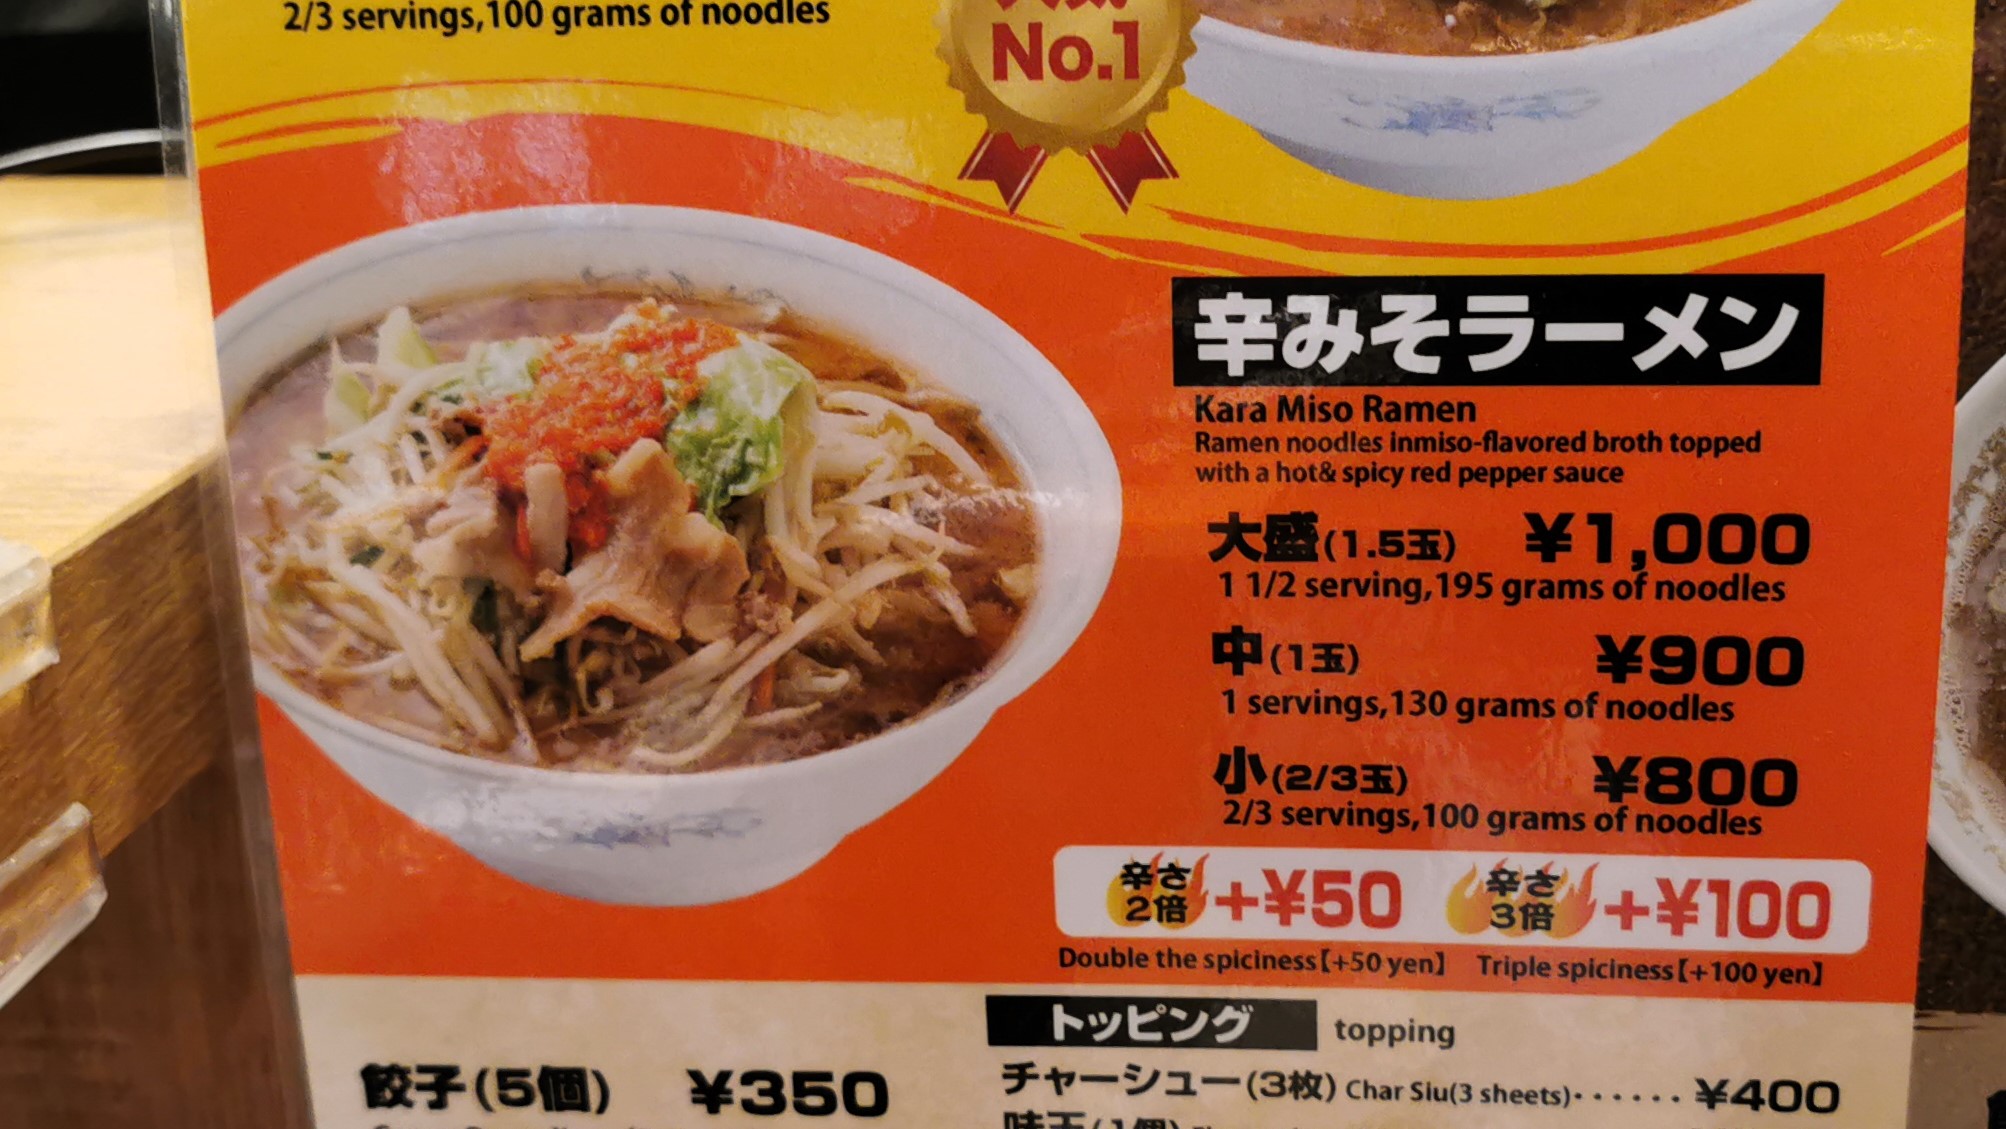 2/3 servings,100 grams of noodles
No.1
辛みそラーメン
Kara Miso Ramen
Ramen noodles inmiso-flavored broth topped
with a hot& spicy red pepper sauce
大盛(1.5玉) ¥1,000
1 1/2 serving,195 grams of noodles
中(1玉) ¥900
1 servings,130 grams of noodles
小(2/3玉) ¥800
2/3 servings,100 grams of noodles
辛さ2倍 +¥50 辛さ3倍 +¥100
Double the spiciness【+50 yen】 Triple spiciness【+100 yen】
トッピング topping
餃子(5個) ¥350
チャーシュー(3枚) Char Siu(3 sheets)······ ¥400